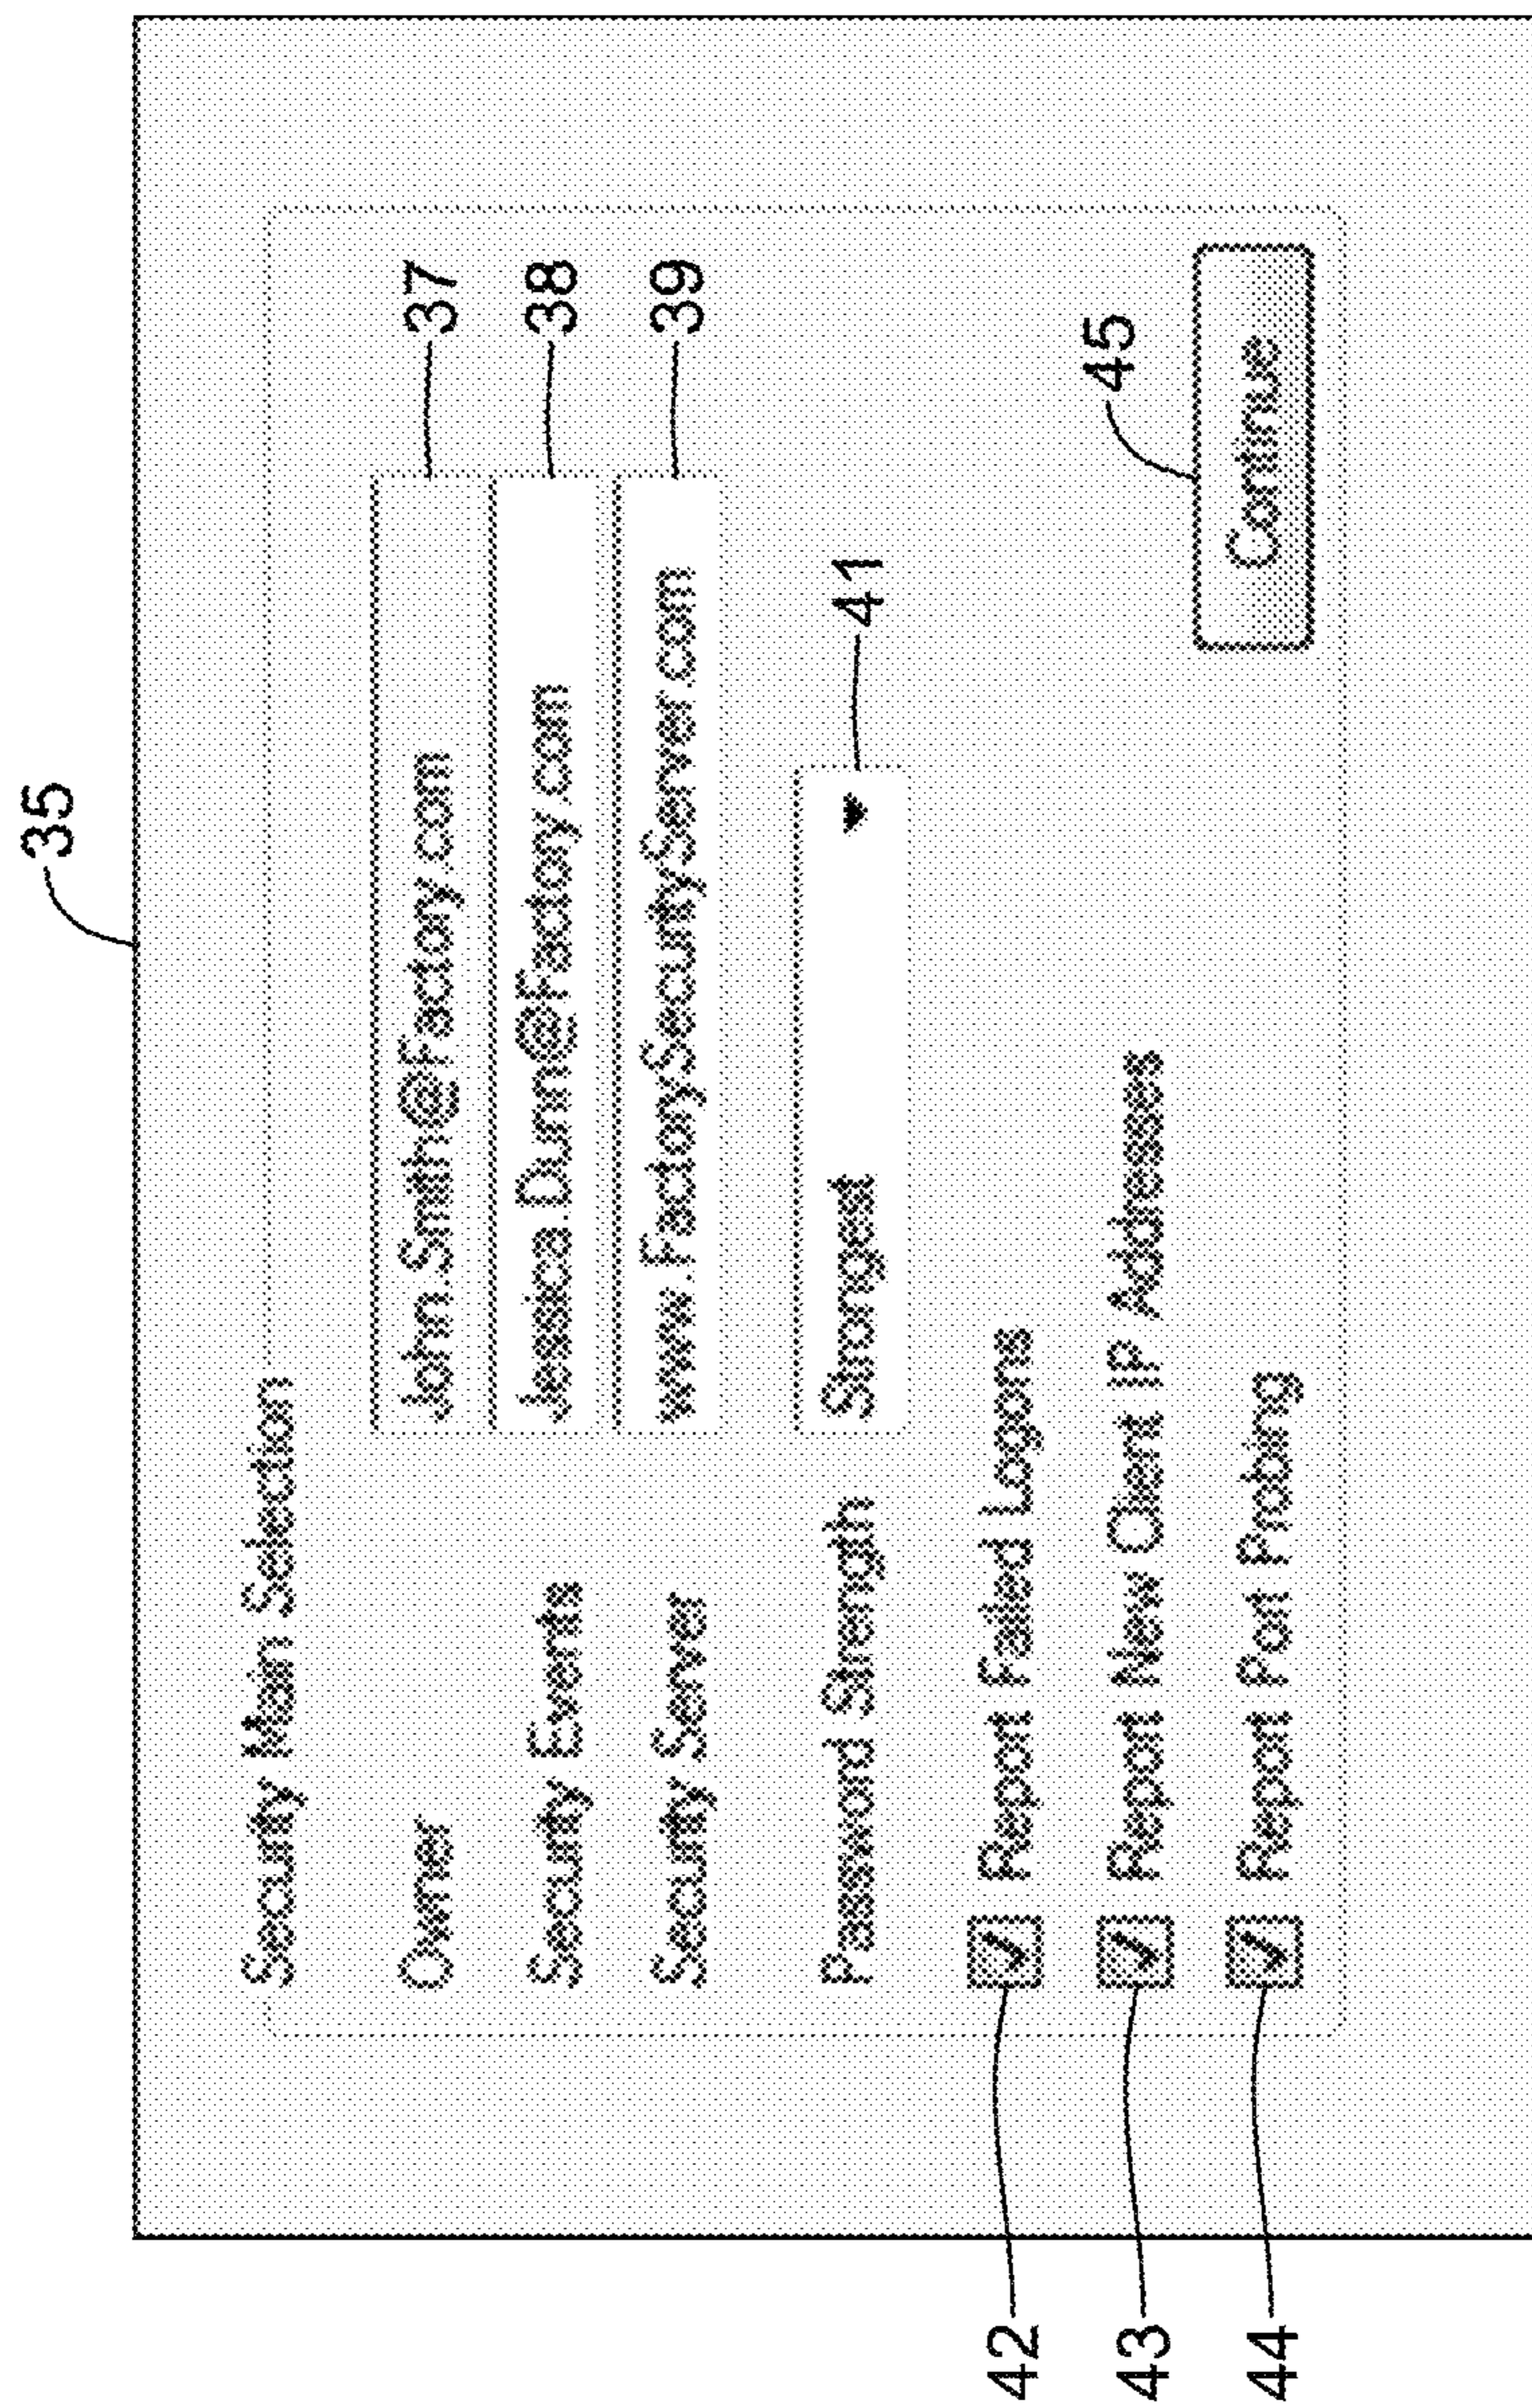 35
Security Main Selection
Owner John.Smith@Factory.com 37
Security Events Jessica.Dunn@Factory.com 38
Security Server www.FactorySecurityServer.com 39
Password Strength Strongest 41
42 Report Failed Logons
43 Report New Client IP Addresses
44 Report Port Probing
45
Continue